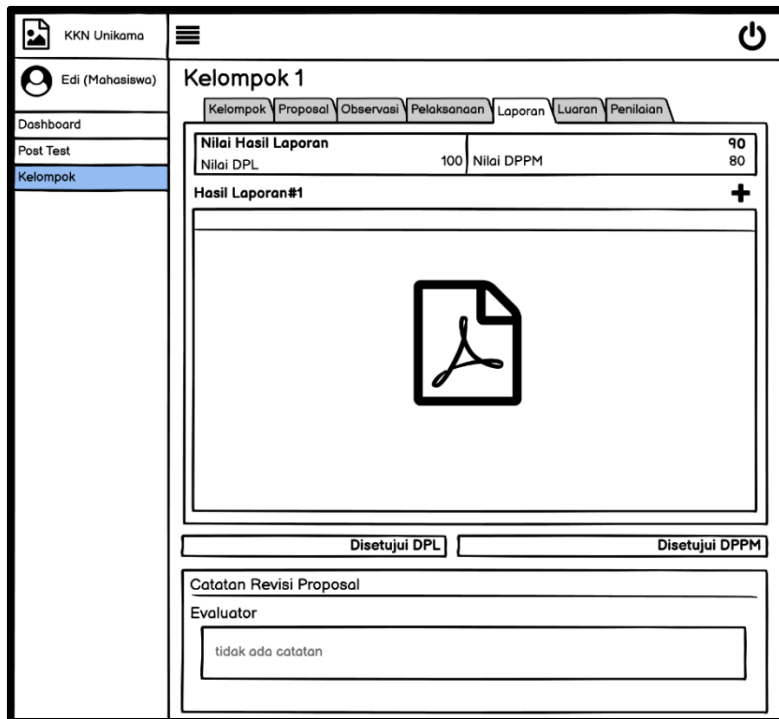 KKN Unikama
Edi (Mahasiswa)
Dashboard
Post Test
Kelompok
Kelompok 1
Kelompok Proposal Observasi Pelaksanaan Laporan Luaran Penilaian
Nilai Hasil Laporan 90
Nilai DPL 100 Nilai DPPM 80
Hasil Laporan#1
Disetujui DPL Disetujui DPPM
Catatan Revisi Proposal
Evaluator
tidak ada catatan